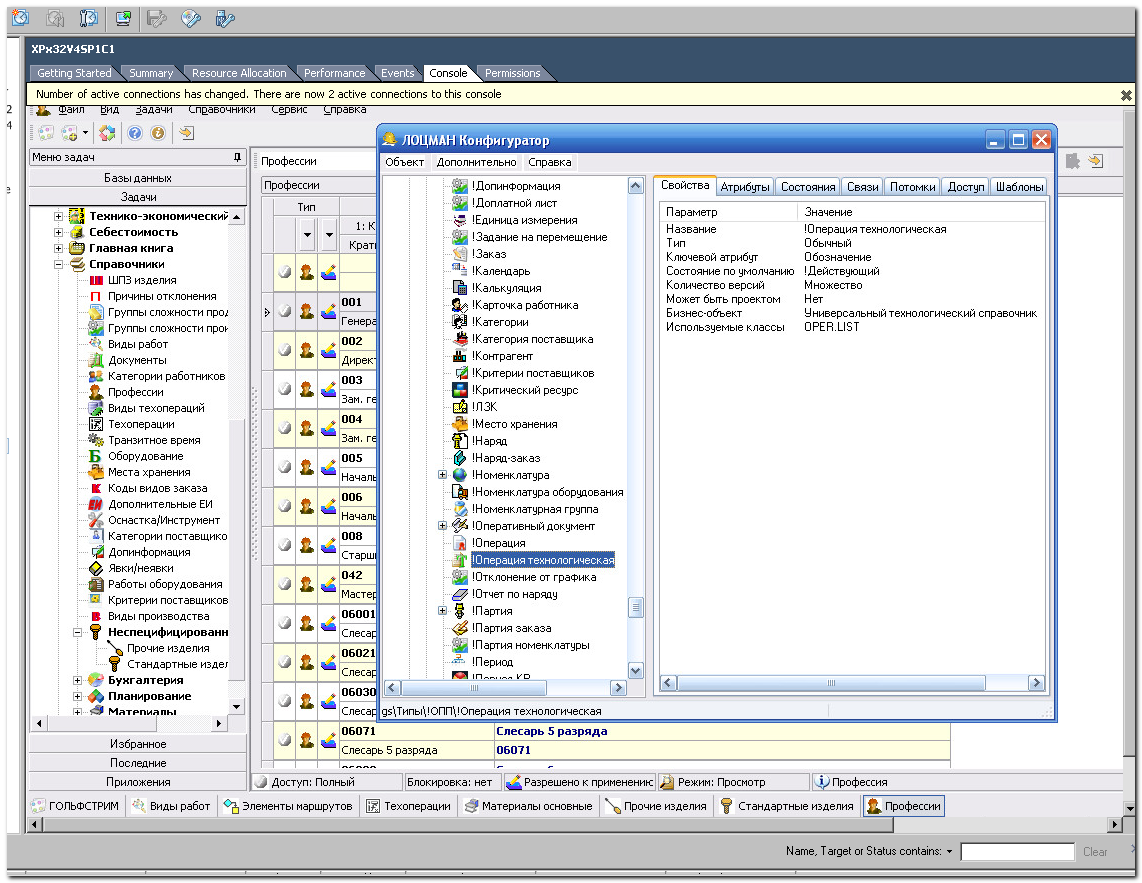 XPx32V4SP1C1
Getting Started Summary Resource Allocation Performance Events Console Permissions
Number of active connections has changed. There are now 2 active connections to this console
Файл Вид Задачи Справочники Сервис Справка
Меню задач
Базы данных
Задачи
Технико-экономический
Себестоимость
Главная книга
Справочники
ШПЗ изделия
Причины отклонения
Группы сложности прод
Группы сложности прои
Виды работ
Документы
Категории работников
Профессии
Виды техопераций
Техоперации
Транзитное время
Оборудование
Места хранения
Коды видов заказа
Дополнительные ЕИ
Оснастка/Инструмент
Категории поставщико
Допинформация
Явки/неявки
Работы оборудования
Критерии поставщиков
Виды производства
Неспецифицированн
Прочие изделия
Стандартные издел
Бухгалтерия
Планирование
Материалы
Избранное
Последние
Приложения
Профессии
Профессии
Тип
1: К
Кратк
001
Генера
002
Директ
003
Зам. ге
004
Зам. ге
005
Началь
006
Началь
008
Старши
042
Мастер
06001
Слесар
06021
Слесар
06030
Слесар
06071
Слесарь 5 разряда
Слесарь 5 разряда
06071
ЛОЦМАН Конфигуратор
Объект Дополнительно Справка
!Допинформация
!Доплатной лист
!Единица измерения
!Задание на перемещение
!Заказ
!Календарь
!Калькуляция
!Карточка работника
!Категории
!Категория поставщика
!Контрагент
!Критерии поставщиков
!Критический ресурс
!ЛЗК
!Место хранения
!Наряд
!Наряд-заказ
!Номенклатура
!Номенклатура оборудования
!Номенклатурная группа
!Оперативный документ
!Операция
!Операция технологическая
!Отклонение от графика
!Отчет по наряду
!Партия
!Партия заказа
!Партия номенклатуры
!Период
!Период КР
Свойства Атрибуты Состояния Связи Потомки Доступ Шаблоны
Параметр Значение
Название !Операция технологическая
Тип Обычный
Ключевой атрибут Обозначение
Состояние по умолчанию !Действующий
Количество версий Множество
Может быть проектом Нет
Бизнес-объект Универсальный технологический справочник
Используемые классы OPER.LIST
gs\Типы\!ОПП\!Операция технологическая
Доступ: Полный Блокировка: нет Разрешено к применению Режим: Просмотр Профессия
ГОЛЬФСТРИМ Виды работ Элементы маршрутов Техоперации Материалы основные Прочие изделия Стандартные изделия Профессии
Name, Target or Status contains: Clear